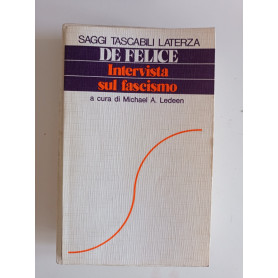 SAGGI TASCABILI LATERZA
DE FELICE
Intervista
sul fascismo
a cura di Michael A. Ledeen